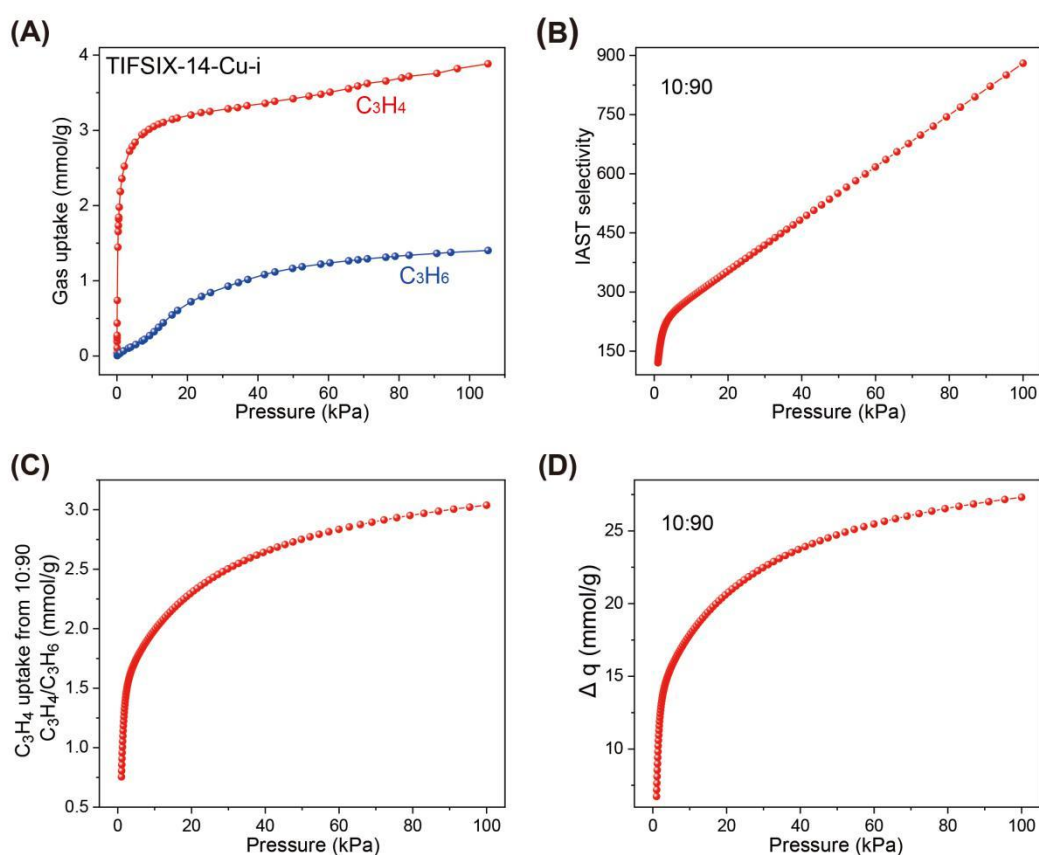 (A)
TIFSIX-14-Cu-i
C₃H₄
C₃H₆
Gas uptake (mmol/g)
4
3
2
1
0
0 20 40 60 80 100
Pressure (kPa)
(B)
10:90
IAST selectivity
900
750
600
450
300
150
0 20 40 60 80 100
Pressure (kPa)
(C)
C₃H₄ uptake from 10:90
C₃H₄/C₃H₆ (mmol/g)
3.0
2.5
2.0
1.5
1.0
0.5
0 20 40 60 80 100
Pressure (kPa)
(D)
10:90
Δ q (mmol/g)
25
20
15
10
0 20 40 60 80 100
Pressure (kPa)